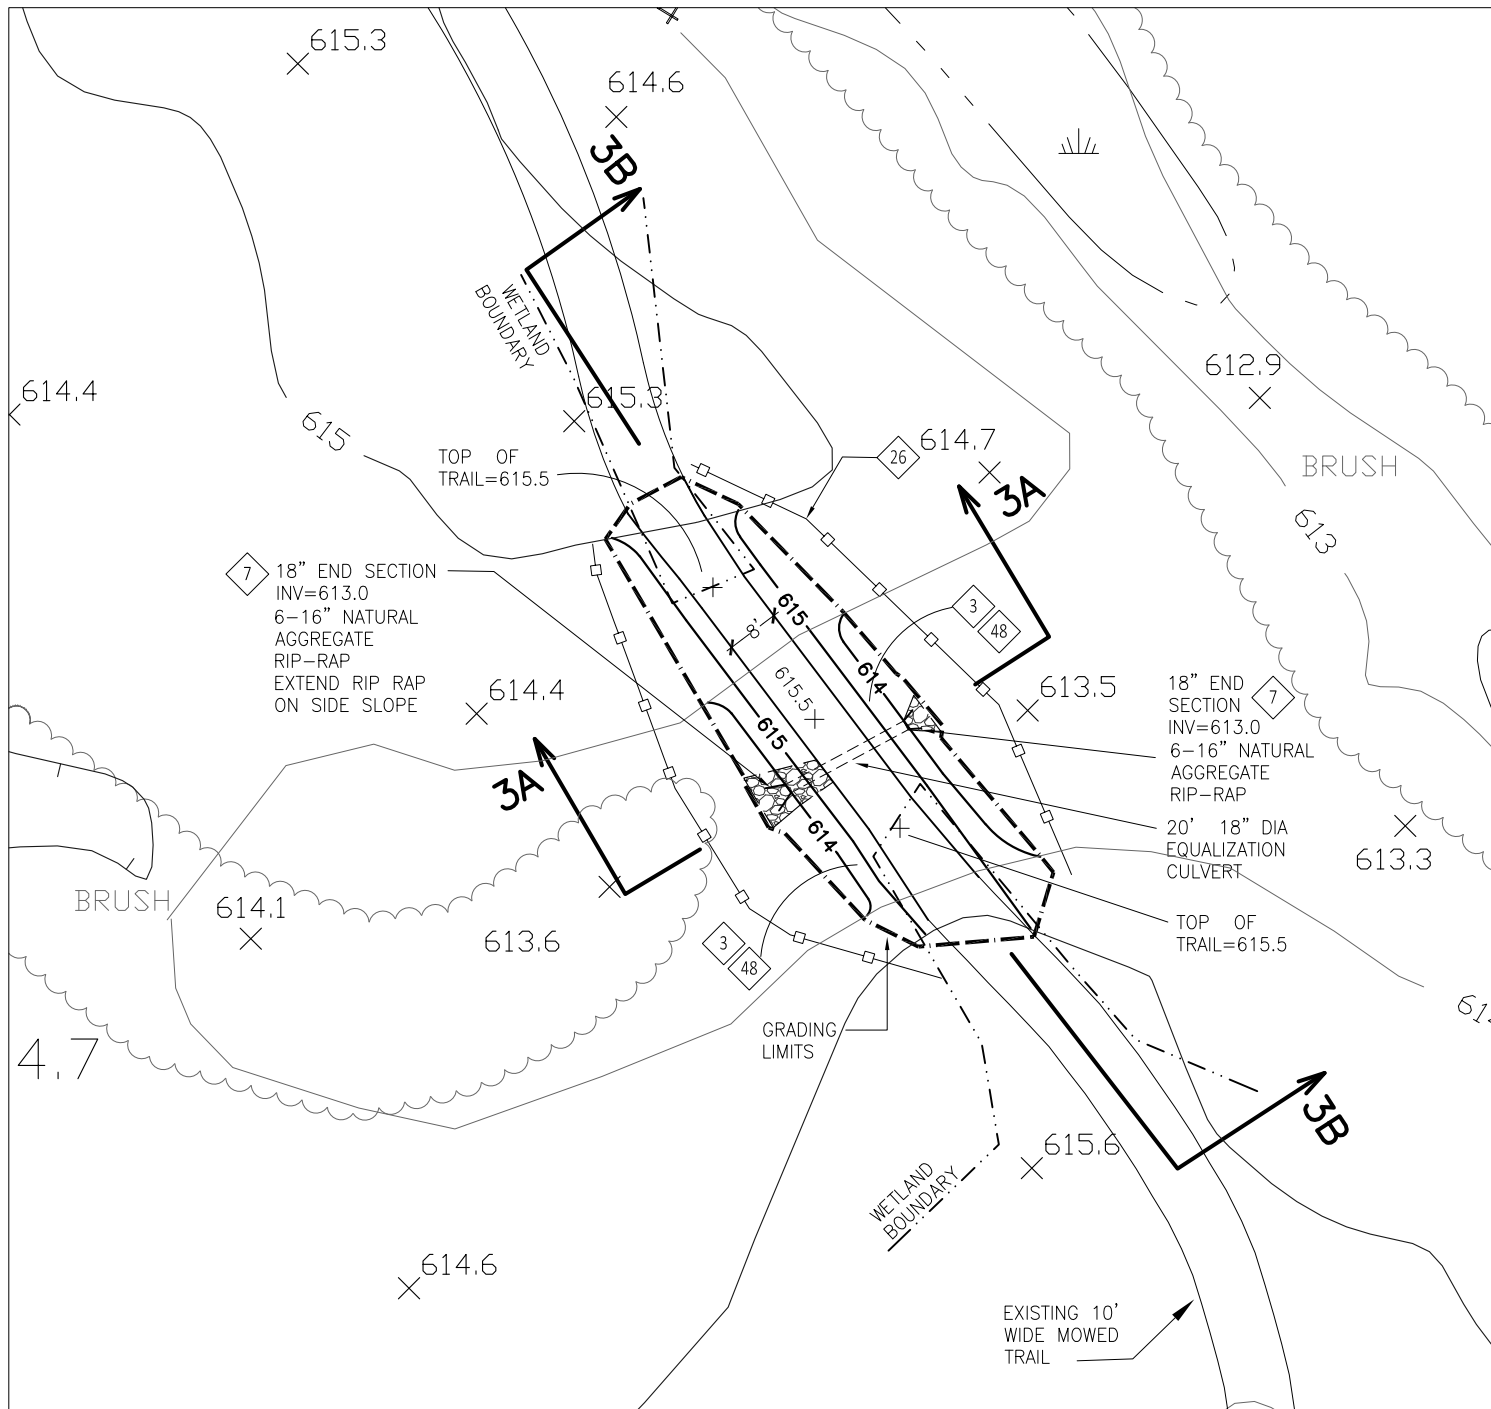 615.3
614.6
3B
WETLAND
BOUNDARY
612.9
614.4
615.3
615
26
614.7
BRUSH
TOP OF
TRAIL=615.5
3A
613
7
18" END SECTION
INV=613.0
6-16" NATURAL
AGGREGATE
RIP-RAP
EXTEND RIP RAP
ON SIDE SLOPE
615
3
48
8'
614
614.4
615.5
613.5
18" END
SECTION
INV=613.0
6-16" NATURAL
AGGREGATE
RIP-RAP
7
615
3A
614
20' 18" DIA
EQUALIZATION
CULVERT
613.3
BRUSH
614.1
613.6
3
48
TOP OF
TRAIL=615.5
GRADING
LIMITS
4.7
3B
615.6
WETLAND
BOUNDARY
614.6
EXISTING 10'
WIDE MOWED
TRAIL